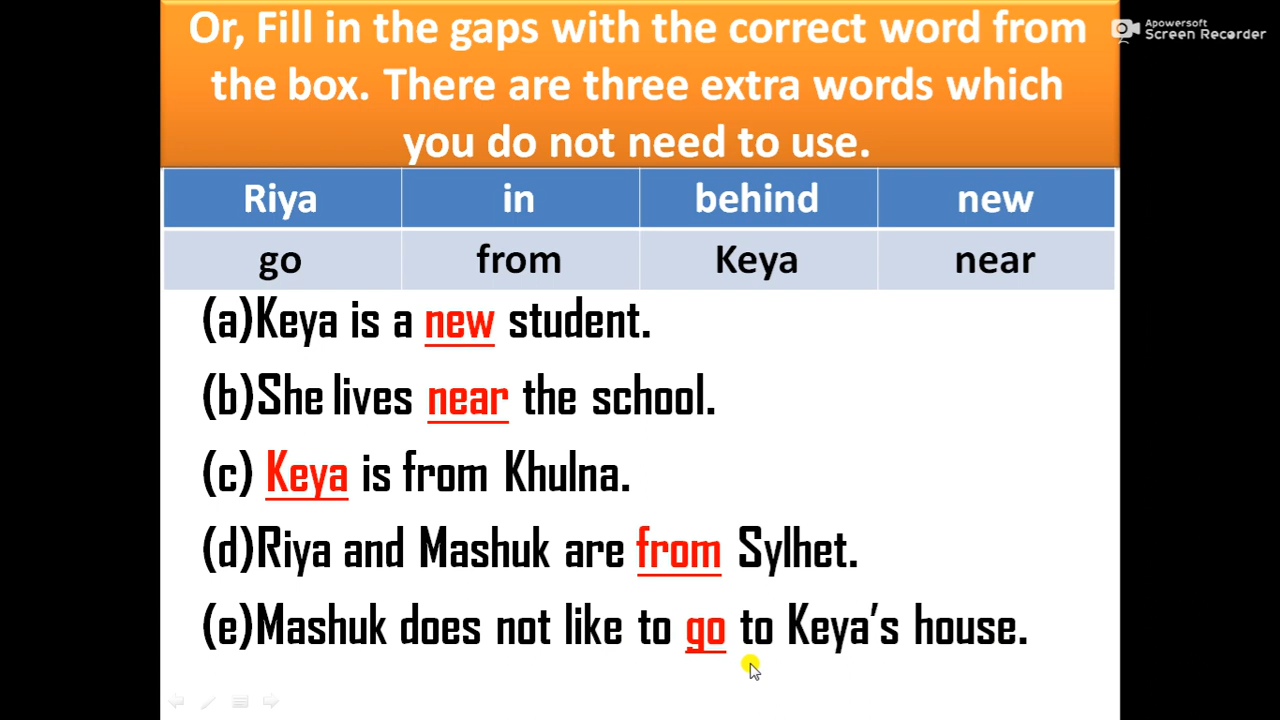 Or, Fill in the gaps with the correct word from
the box. There are three extra words which
you do not need to use.
Apowersoft
Screen Recorder
Riya in behind new
go from Keya near
(a)Keya is a new student.
(b)She lives near the school.
(c) Keya is from Khulna.
(d)Riya and Mashuk are from Sylhet.
(e)Mashuk does not like to go to Keya's house.